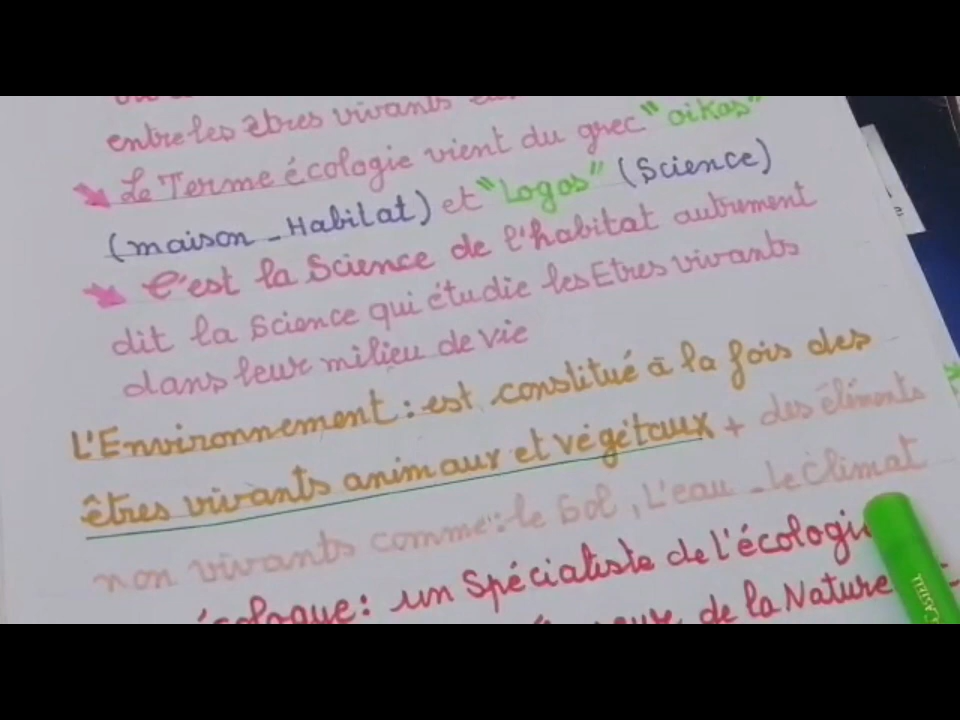 entre les êtres vivants
Le Terme écologie vient du grec "oikas"
(maison _ Habitat) et "Logos" (Science)
C'est la Science de l'habitat autrement
dit la Science qui étudie les Etres vivants
dans leur milieu de vie
L'Environnement : est constitué à la fois des
êtres vivants animaux et végétaux + des éléments
non vivants comme : le Sol, L'eau _ le Climat
écologue : un Spécialiste de l'écologie
de la Nature